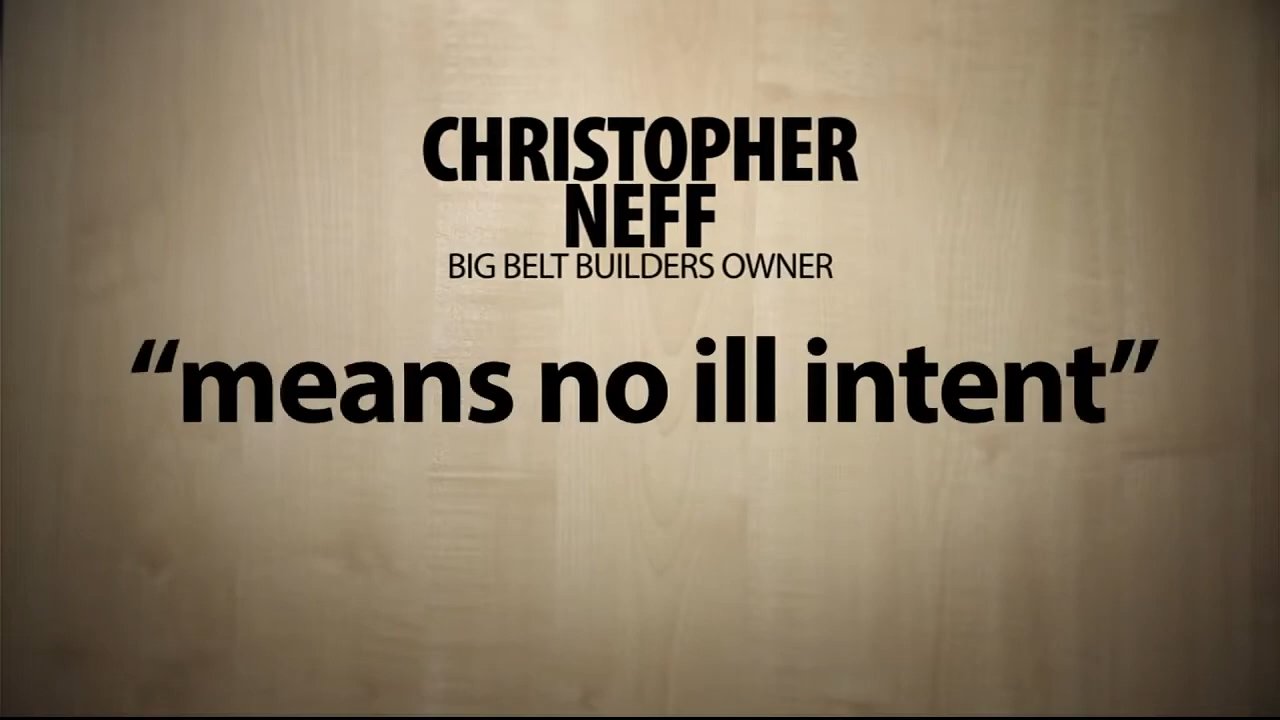 CHRISTOPHER
NEFF
BIG BELT BUILDERS OWNER
“means no ill intent”